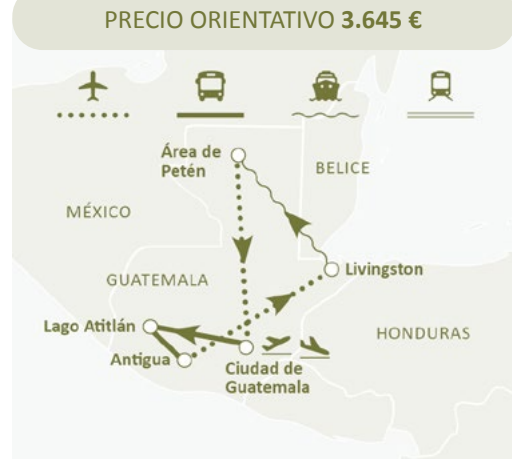 PRECIO ORIENTATIVO 3.645 €
Área de
Petén
BELICE
MÉXICO
GUATEMALA
Livingston
Lago Atitlán
HONDURAS
Antigua
Ciudad de
Guatemala